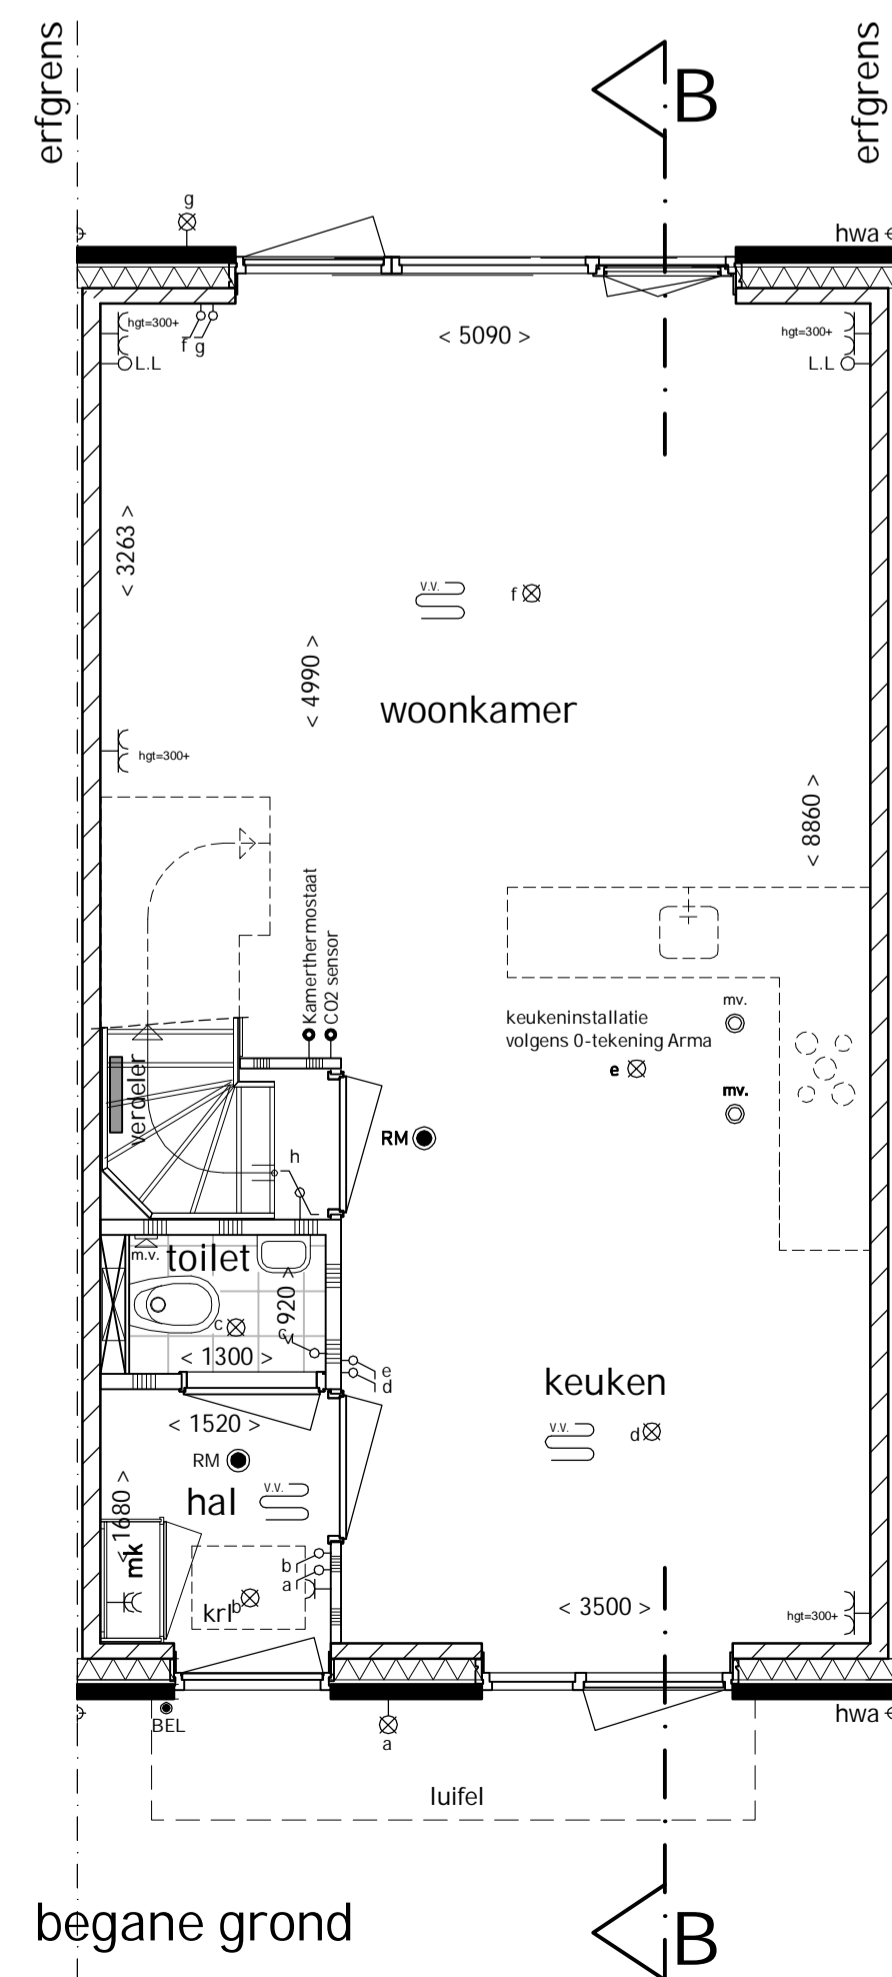 erfgrens
erfgrens
B
g
hwa
hgt=300+
f g
L.L
< 5090 >
hgt=300+
L.L
< 3263 >
v.v.
f
< 4990 >
woonkamer
hgt=300+
< 8860 >
Kamerthermostaat
CO2 sensor
mv.
keukeninstallatie
volgens 0-tekening Arma
e
verdeler
mv.
RM
h
m.v.
toilet
< 920 >
c
c
< 1300 >
e
d
keuken
< 1520 >
v.v.
d
RM
hal
v.v.
< 1680 >
mk
b
a
krl
b
< 3500 >
hgt=300+
BEL
a
hwa
luifel
begane grond
B